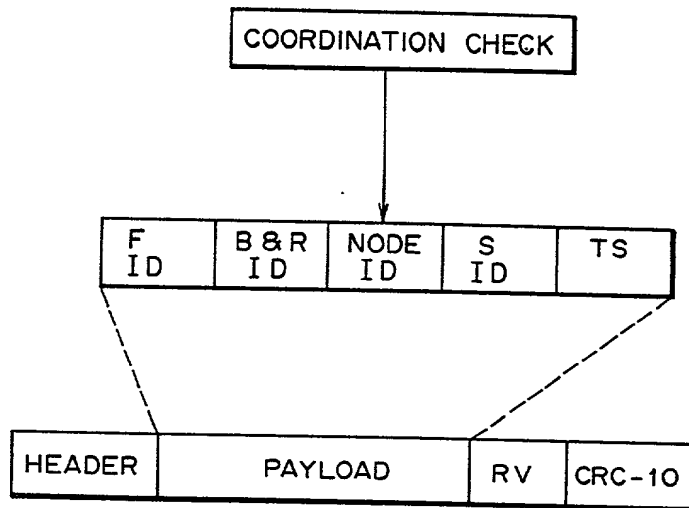 COORDINATION CHECK
F ID
B & R ID
NODE ID
S ID
TS
HEADER
PAYLOAD
RV
CRC-10